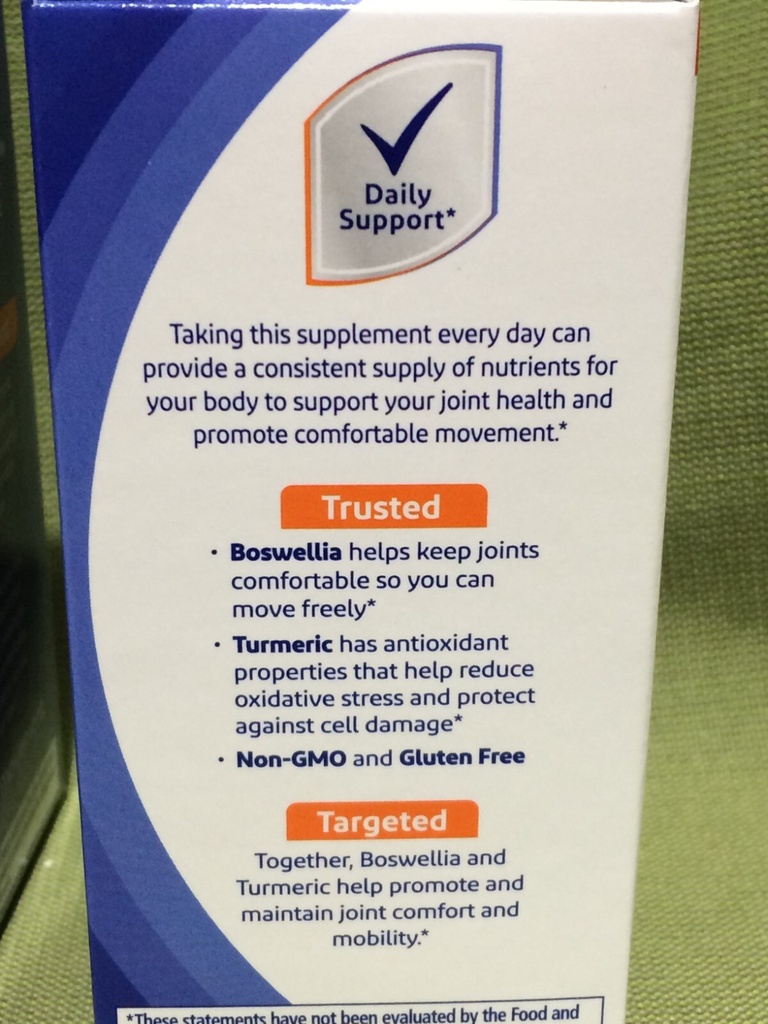 Daily
Support*
Taking this supplement every day can
provide a consistent supply of nutrients for
your body to support your joint health and
promote comfortable movement.*
Trusted
· Boswellia helps keep joints
comfortable so you can
move freely*
· Turmeric has antioxidant
properties that help reduce
oxidative stress and protect
against cell damage*
· Non-GMO and Gluten Free
Targeted
Together, Boswellia and
Turmeric help promote and
maintain joint comfort and
mobility.*
*These statements have not been evaluated by the Food and